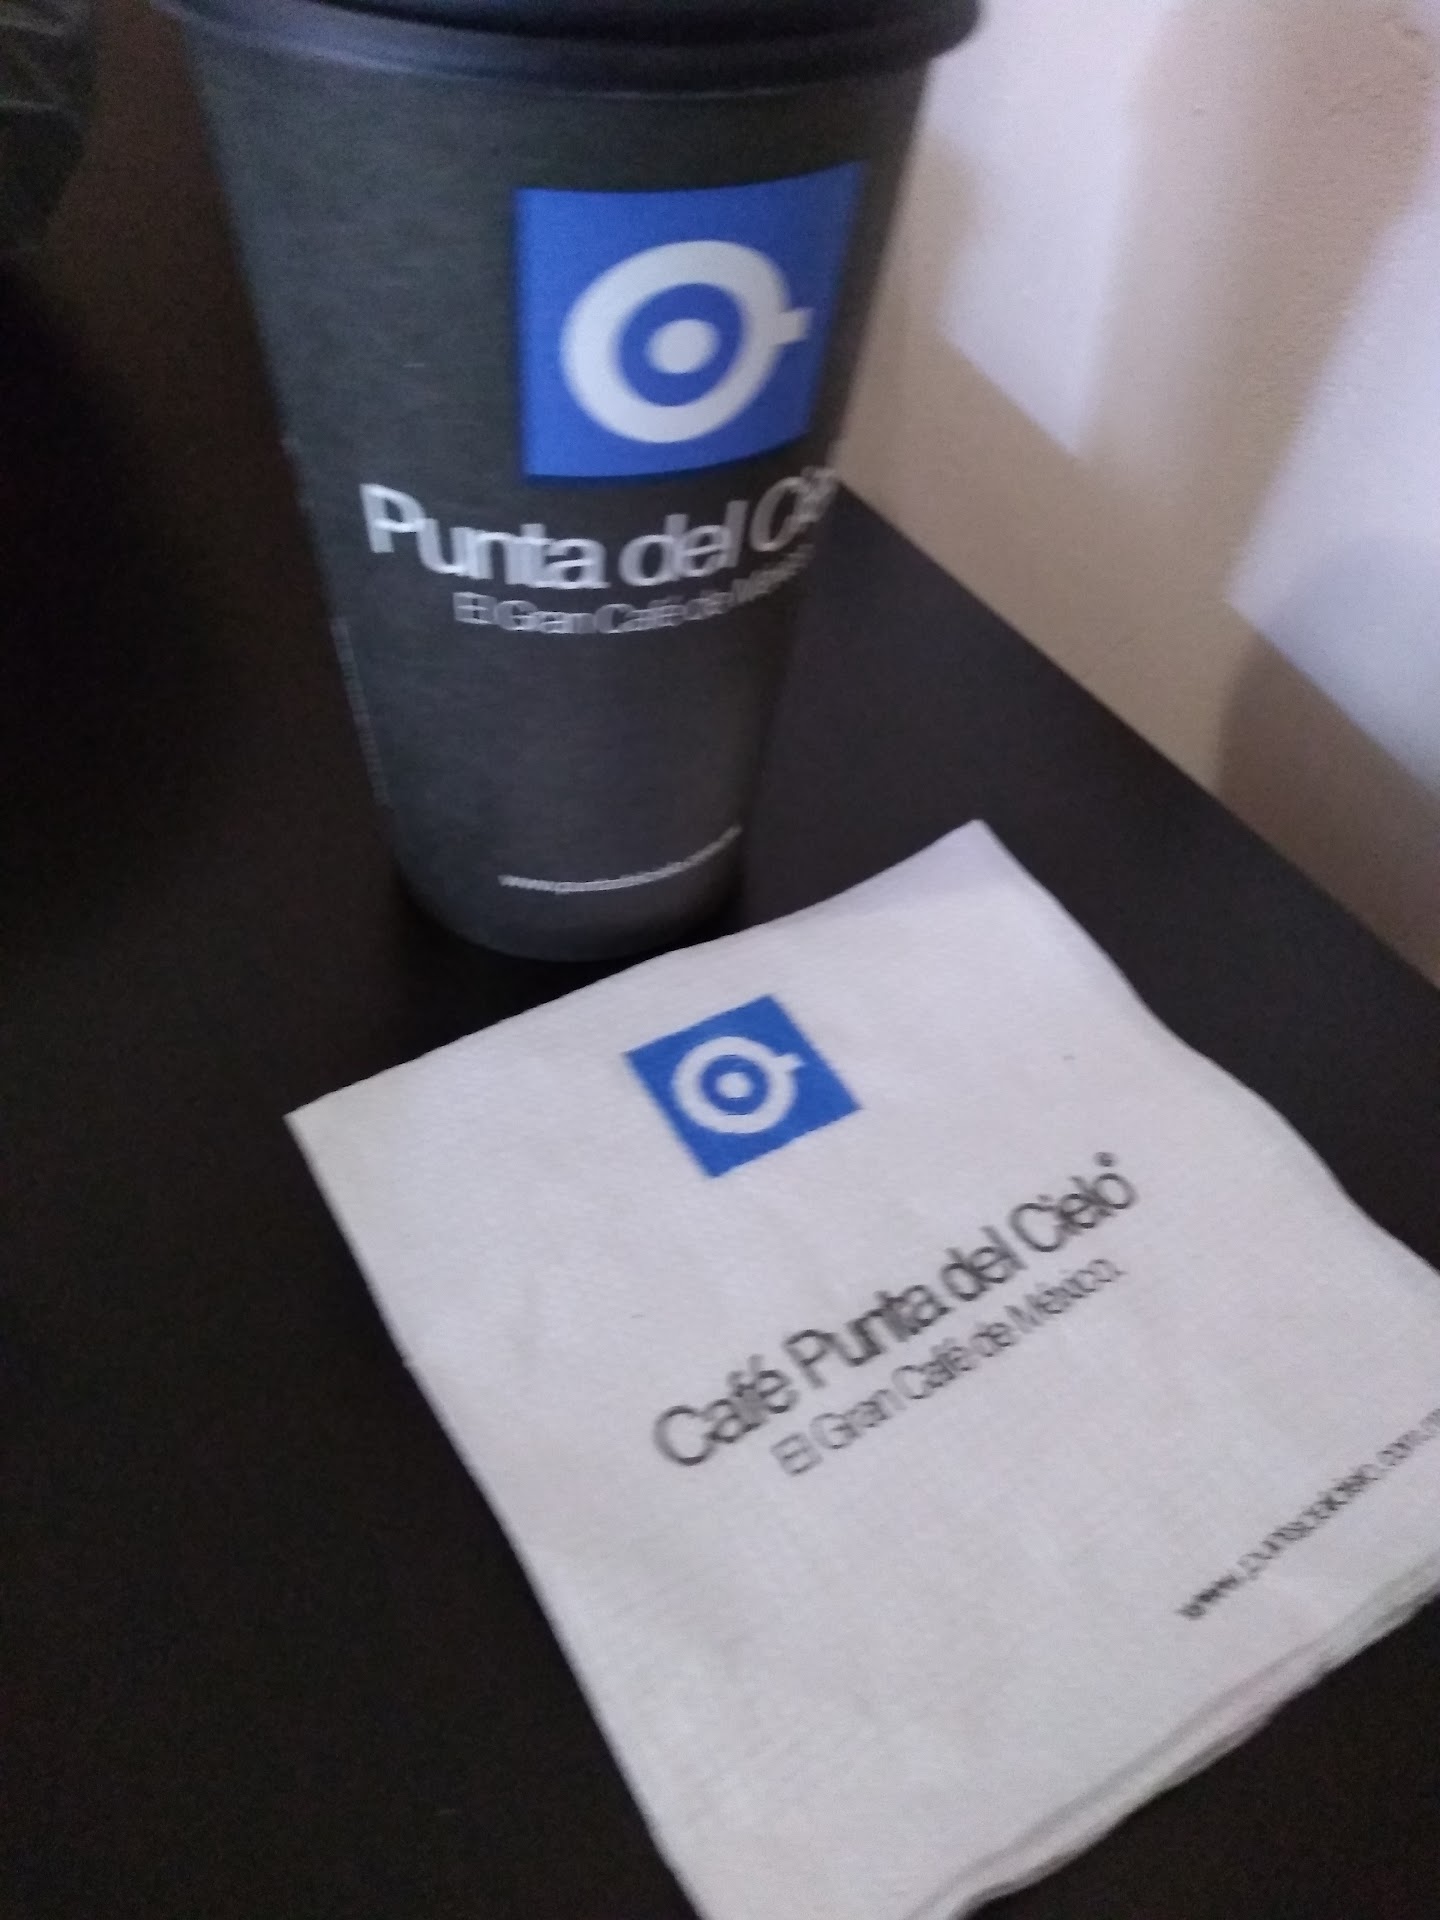 Punta del Cielo
El Gran Café de México
Café Punta del Cielo®
El Gran Café de México.